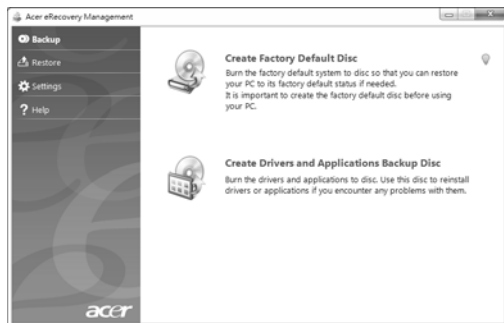 Acer eRecovery Management
Backup
Restore
Settings
Help
Create Factory Default Disc
Burn the factory default system to disc so that you can restore
your PC to its factory default status if needed.
It is important to create the factory default disc before using
your PC.
Create Drivers and Applications Backup Disc
Burn the drivers and applications to disc. Use this disc to reinstall
drivers or applications if you encounter any problems with them.
acer